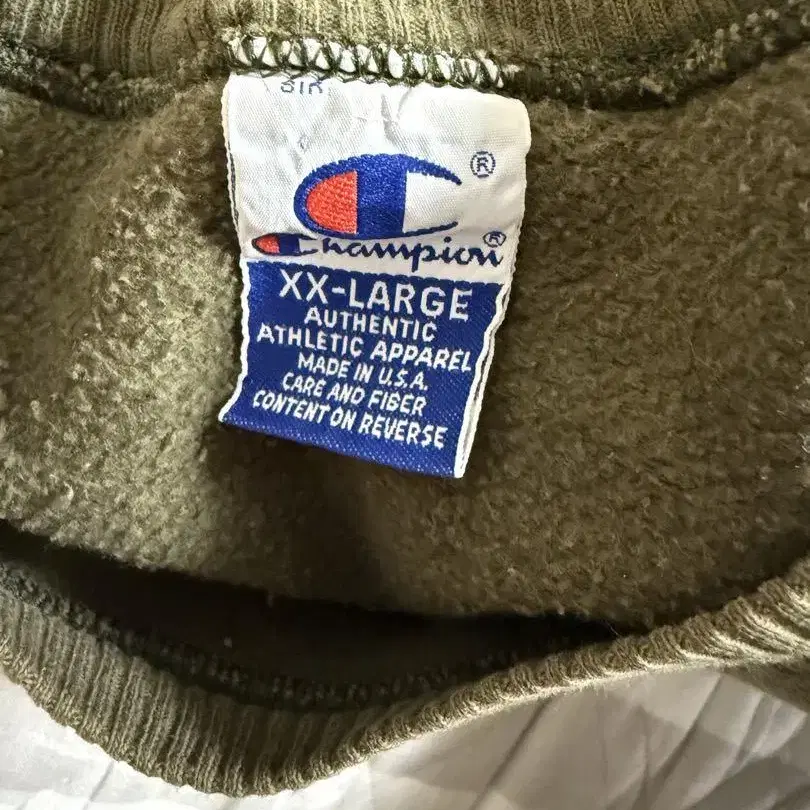 ®
Champion®
XX-LARGE
AUTHENTIC
ATHLETIC APPAREL
MADE IN U.S.A.
CARE AND FIBER
CONTENT ON REVERSE